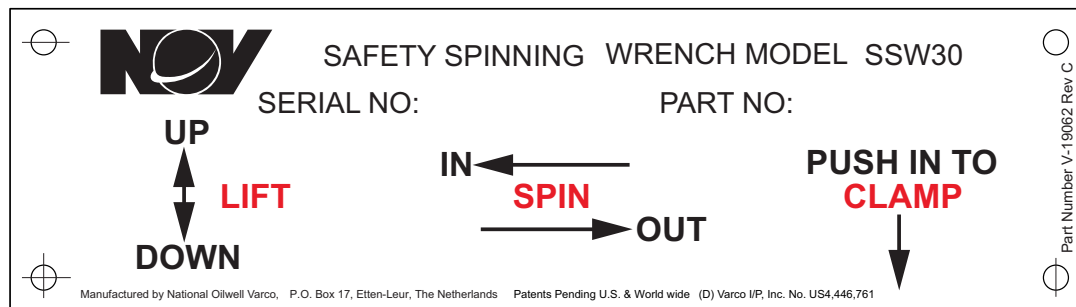 NOV
SAFETY SPINNING WRENCH MODEL SSW30
SERIAL NO: PART NO:
UP
LIFT
DOWN
IN
SPIN
OUT
PUSH IN TO
CLAMP
Manufactured by National Oilwell Varco, P.O. Box 17, Etten-Leur, The Netherlands Patents Pending U.S. & World wide (D) Varco I/P, Inc. No. US4,446,761
Part Number V-19062 Rev C